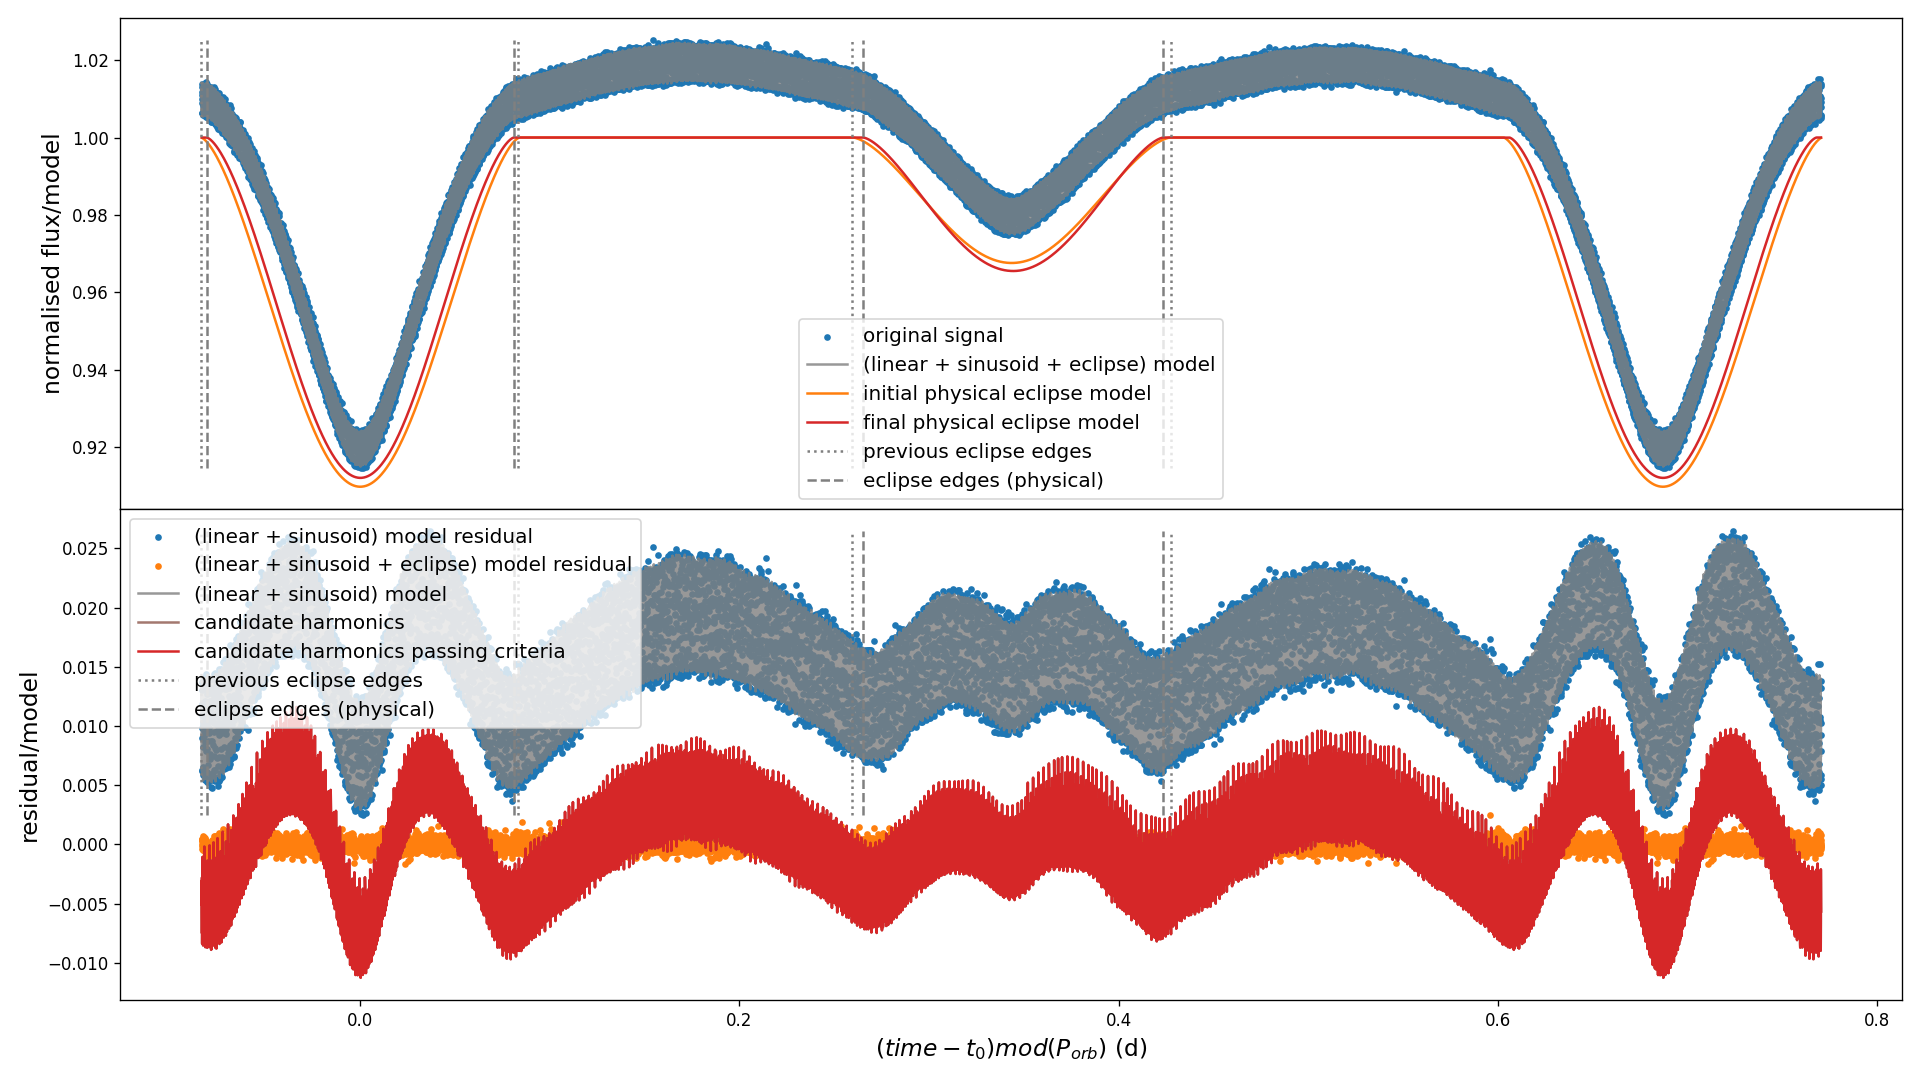 1.02
1.00
0.98
0.96
0.94
0.92
normalised flux/model
original signal
(linear + sinusoid + eclipse) model
initial physical eclipse model
final physical eclipse model
previous eclipse edges
eclipse edges (physical)
0.025
0.020
0.015
0.010
0.005
0.000
−0.005
−0.010
residual/model
(linear + sinusoid) model residual
(linear + sinusoid + eclipse) model residual
(linear + sinusoid) model
candidate harmonics
candidate harmonics passing criteria
previous eclipse edges
eclipse edges (physical)
0.0 0.2 0.4 0.6 0.8
(time − t₀)mod(Pₒᵣᵦ) (d)